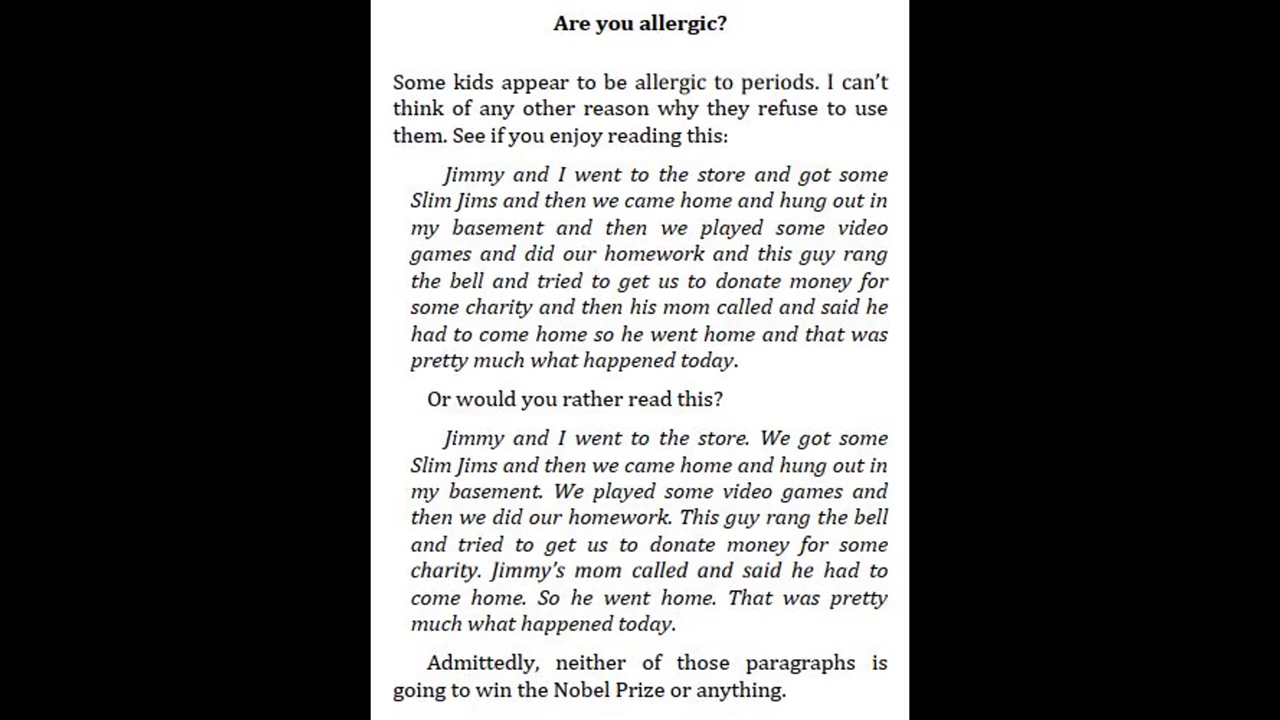 Are you allergic?
Some kids appear to be allergic to periods. I can't
think of any other reason why they refuse to use
them. See if you enjoy reading this:
Jimmy and I went to the store and got some
Slim Jims and then we came home and hung out in
my basement and then we played some video
games and did our homework and this guy rang
the bell and tried to get us to donate money for
some charity and then his mom called and said he
had to come home so he went home and that was
pretty much what happened today.
Or would you rather read this?
Jimmy and I went to the store. We got some
Slim Jims and then we came home and hung out in
my basement. We played some video games and
then we did our homework. This guy rang the bell
and tried to get us to donate money for some
charity. Jimmy's mom called and said he had to
come home. So he went home. That was pretty
much what happened today.
Admittedly, neither of those paragraphs is
going to win the Nobel Prize or anything.